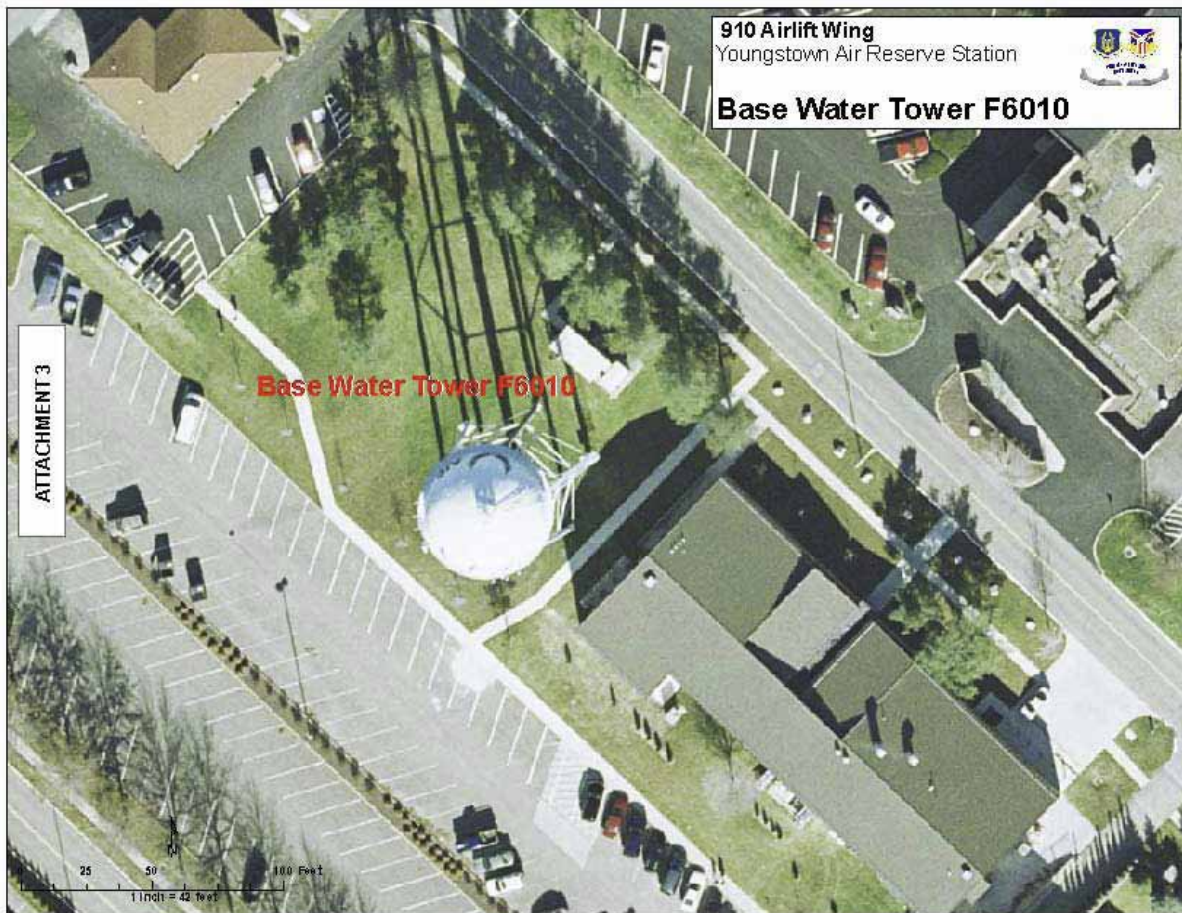 910 Airlift Wing
Youngstown Air Reserve Station
Base Water Tower F6010
Base Water Tower F6010
ATTACHMENT 3
0 25 50 100 Feet
1 inch = 42 feet